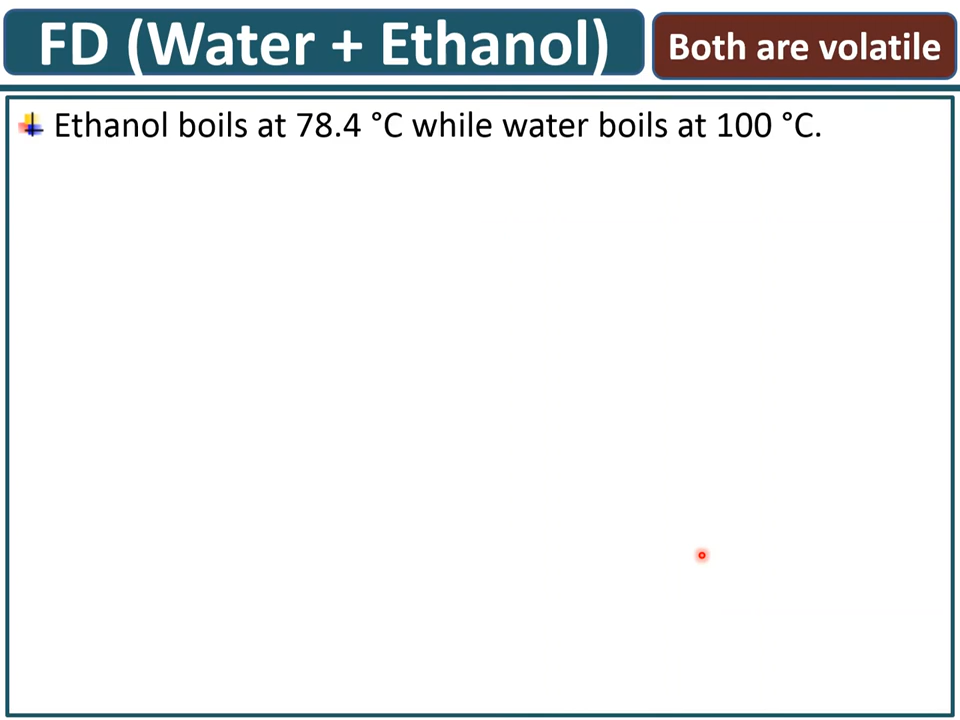 FD (Water + Ethanol)
Both are volatile
Ethanol boils at 78.4 °C while water boils at 100 °C.